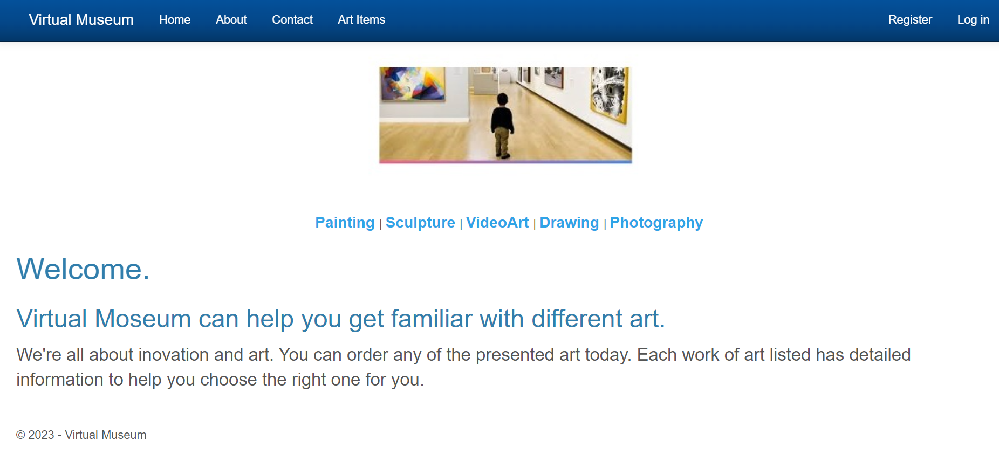 Virtual Museum Home About Contact Art Items Register Log in
Painting | Sculpture | VideoArt | Drawing | Photography
Welcome.
Virtual Moseum can help you get familiar with different art.
We're all about inovation and art. You can order any of the presented art today. Each work of art listed has detailed
information to help you choose the right one for you.
© 2023 - Virtual Museum